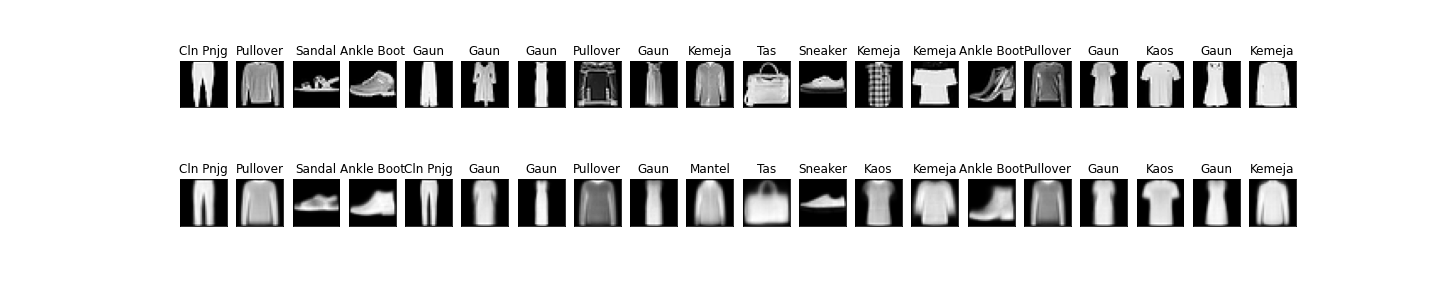 Cln Pnjg Pullover Sandal Ankle Boot Gaun Gaun Gaun Pullover Gaun Kemeja Tas Sneaker Kemeja Kemeja Ankle Boot Pullover Gaun Kaos Gaun Kemeja
Cln Pnjg Pullover Sandal Ankle Boot Cln Pnjg Gaun Gaun Pullover Gaun Mantel Tas Sneaker Kaos Kemeja Ankle Boot Pullover Gaun Kaos Gaun Kemeja